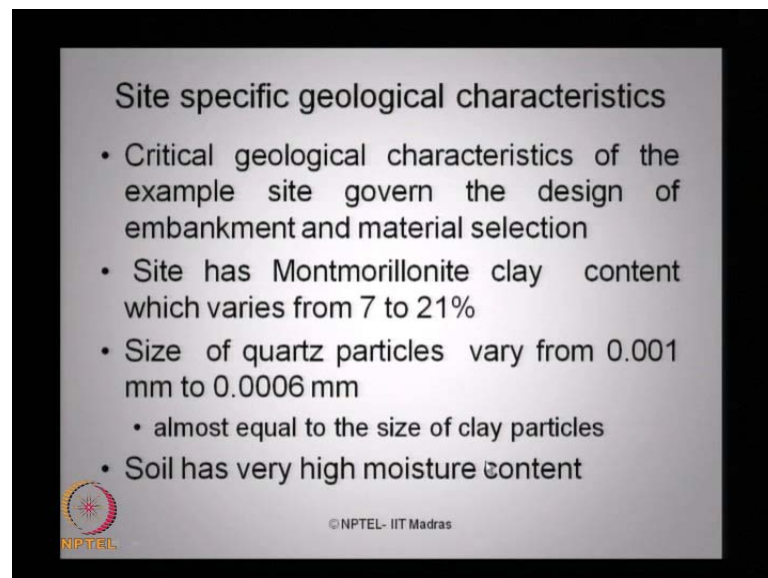 Site specific geological characteristics
• Critical geological characteristics of the
example site govern the design of
embankment and material selection
• Site has Montmorillonite clay content
which varies from 7 to 21%
• Size of quartz particles vary from 0.001
mm to 0.0006 mm
• almost equal to the size of clay particles
• Soil has very high moisture content
©NPTEL- IIT Madras
NPTEL